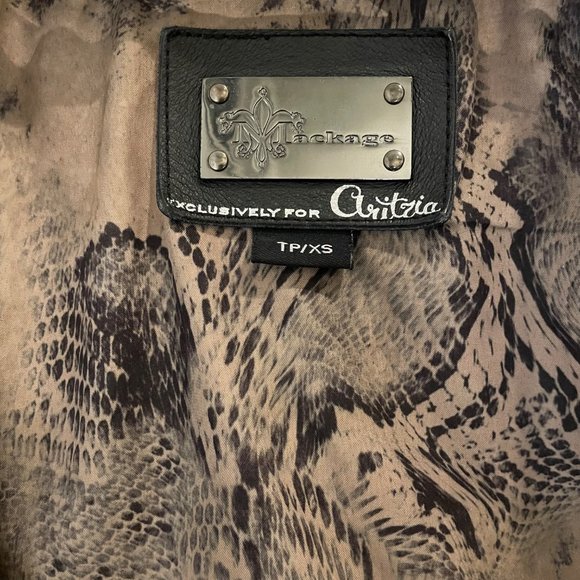 Mackage
EXCLUSIVELY FOR aritzia
TP/XS